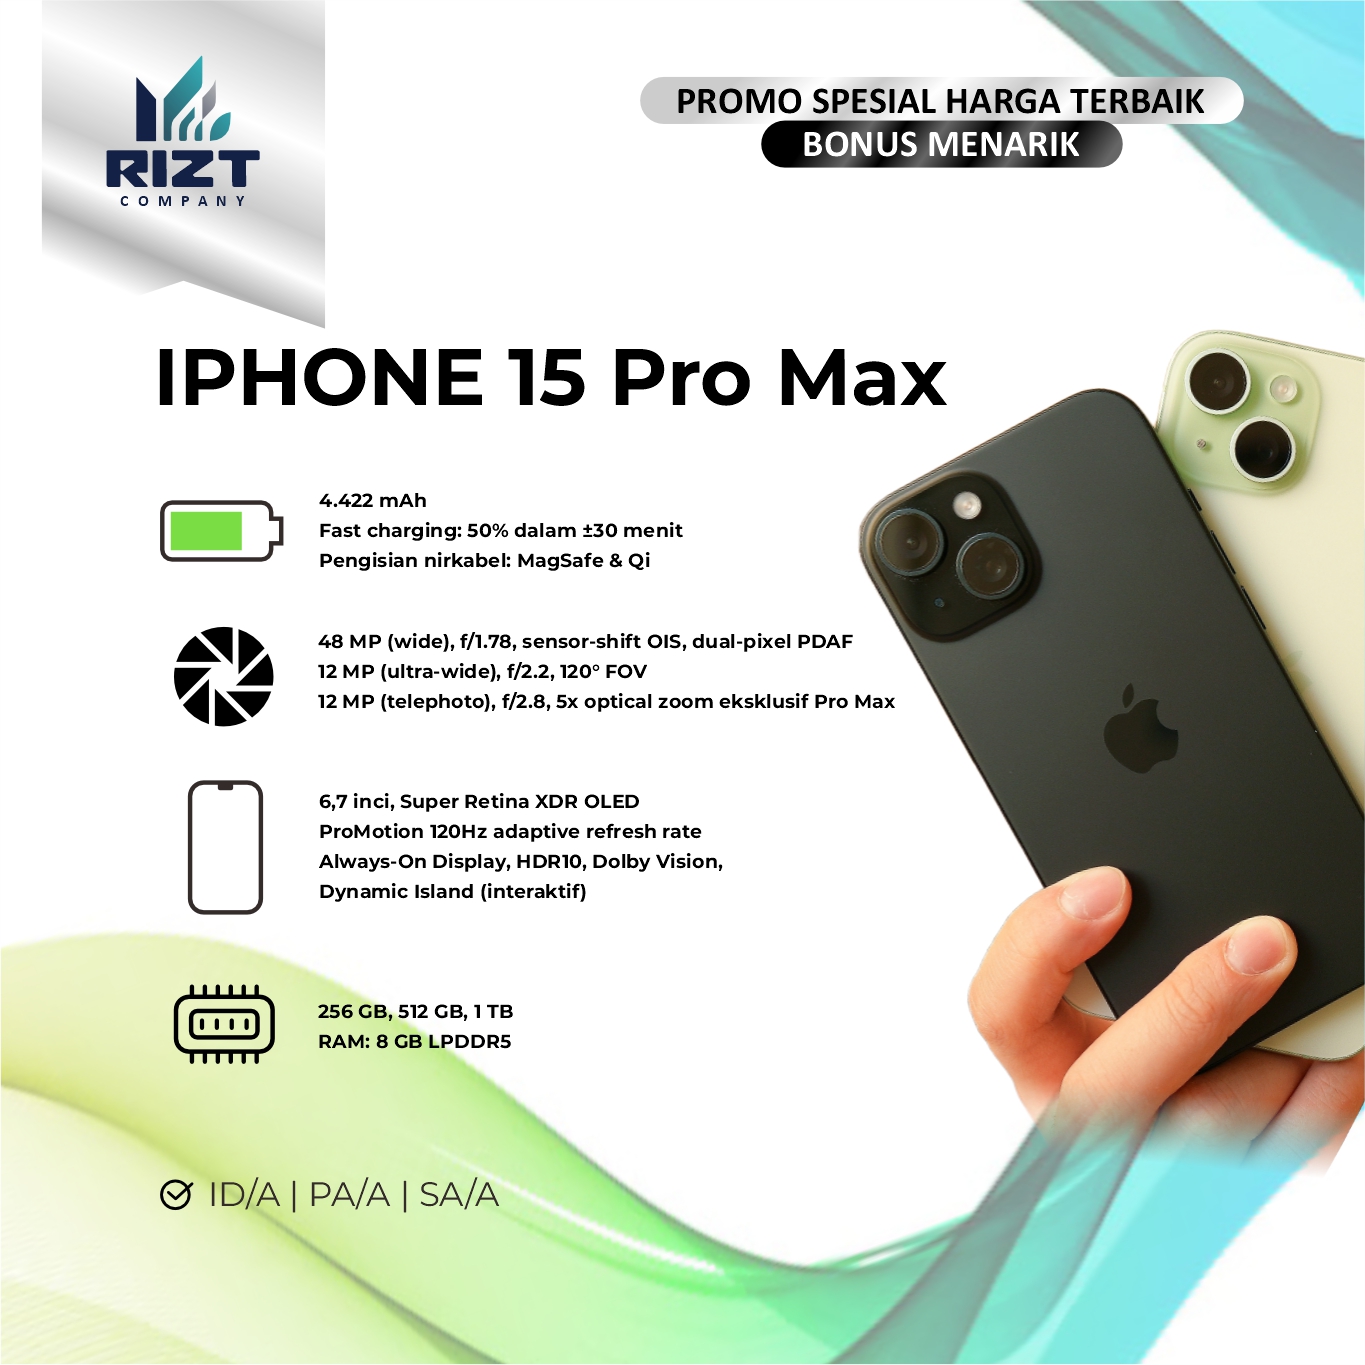 RIZT
COMPANY
PROMO SPESIAL HARGA TERBAIK
BONUS MENARIK
IPHONE 15 Pro Max
4.422 mAh
Fast charging: 50% dalam ±30 menit
Pengisian nirkabel: MagSafe & Qi
48 MP (wide), f/1.78, sensor-shift OIS, dual-pixel PDAF
12 MP (ultra-wide), f/2.2, 120° FOV
12 MP (telephoto), f/2.8, 5x optical zoom eksklusif Pro Max
6,7 inci, Super Retina XDR OLED
ProMotion 120Hz adaptive refresh rate
Always-On Display, HDR10, Dolby Vision,
Dynamic Island (interaktif)
256 GB, 512 GB, 1 TB
RAM: 8 GB LPDDR5
ID/A | PA/A | SA/A